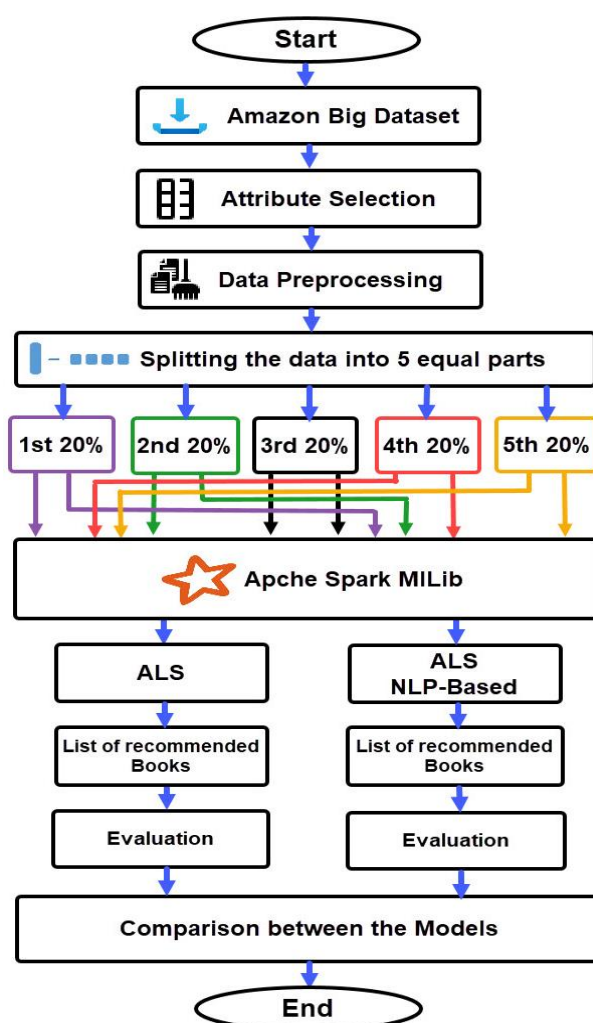 Start
Amazon Big Dataset
Attribute Selection
Data Preprocessing
Splitting the data into 5 equal parts
1st 20%
2nd 20%
3rd 20%
4th 20%
5th 20%
Apche Spark MlLib
ALS
ALS
NLP-Based
List of recommended
Books
List of recommended
Books
Evaluation
Evaluation
Comparison between the Models
End